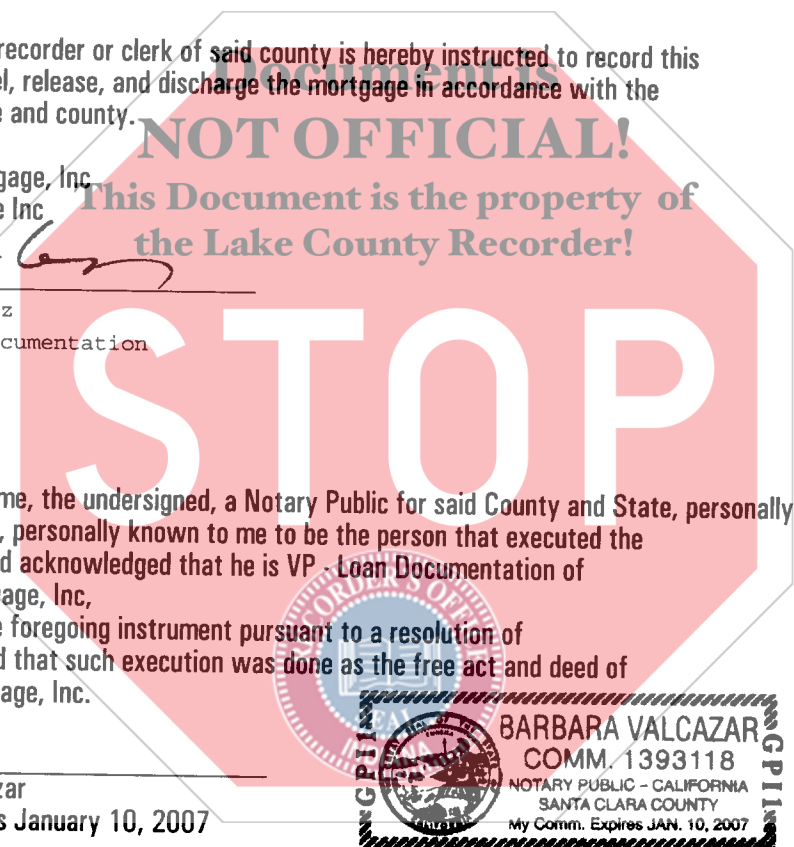 recorder or clerk of said county is hereby instructed to record this
Document is
l, release, and discharge the mortgage in accordance with the
and county.
NOT OFFICIAL!
gage, Inc
This Document is the property of
e Inc
the Lake County Recorder!
z
cumentation
STOP
me, the undersigned, a Notary Public for said County and State, personally
, personally known to me to be the person that executed the
d acknowledged that he is VP - Loan Documentation of
age, Inc,
e foregoing instrument pursuant to a resolution of
d that such execution was done as the free act and deed of
age, Inc.
RECORDER'S OFFICE
SEAL
INDIANA
BARBARA VALCAZAR
COMM. 1393118
NOTARY PUBLIC - CALIFORNIA
SANTA CLARA COUNTY
My Comm. Expires JAN. 10, 2007
GPI1
GPI1
zar
s January 10, 2007